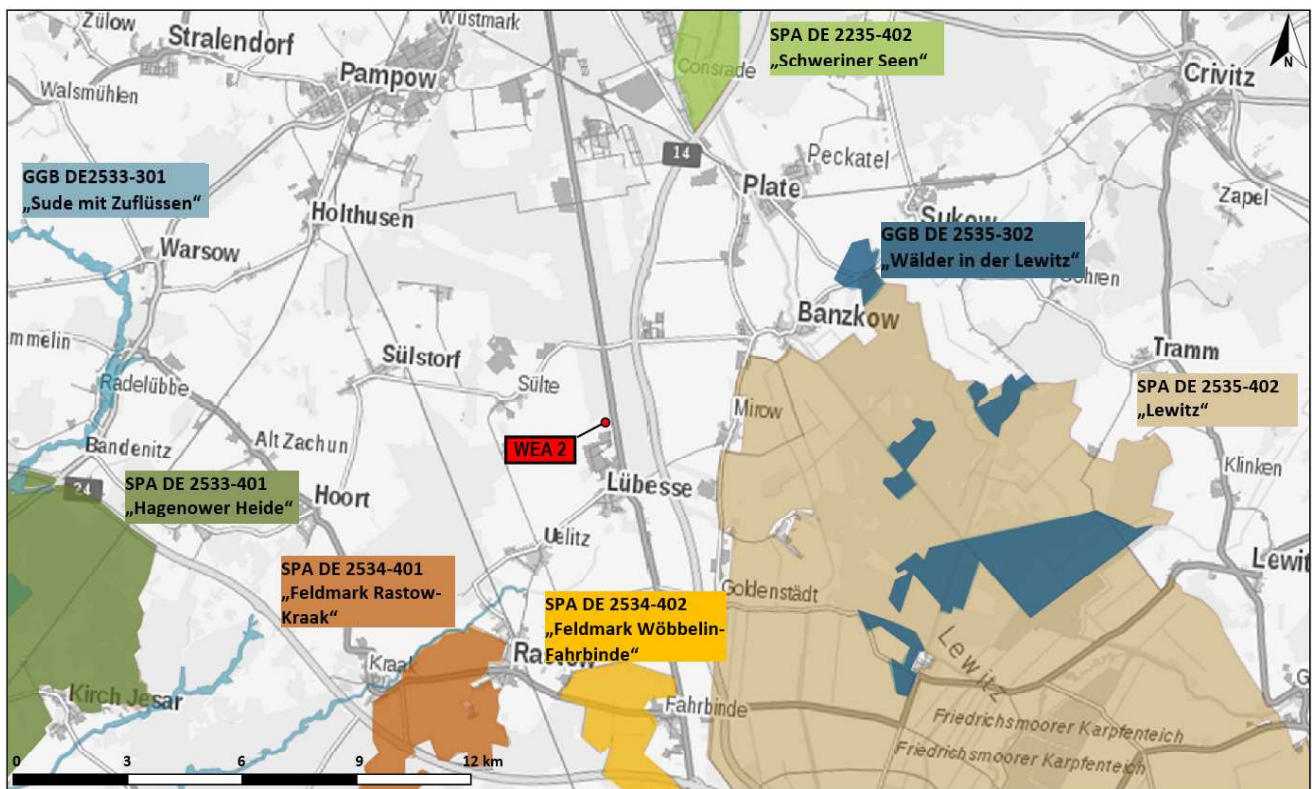 Zülow
Stralendorf
Wüstmark
Pampow
Walsmühlen
SPA DE 2235-402
„Schweriner Seen“
Consrade
Crivitz
N
14
Peckatel
Plate
Zapel
GGB DE2533-301
„Sude mit Zuflüssen“
Holthusen
Warsow
Sukow
GGB DE 2535-302
„Wälder in der Lewitz“
Banzkow
mmelin
Sülstorf
Radelübbe
Sülte
Tramm
SPA DE 2535-402
„Lewitz“
Mirow
WEA 2
Bandenitz
Alt Zachun
Lübesse
Klinken
24
SPA DE 2533-401
„Hagenower Heide“
Hoort
Uelitz
Lewit
SPA DE 2534-401
„Feldmark Rastow-
Kraak“
Goldenstädt
SPA DE 2534-402
„Feldmark Wöbbelin-
Fahrbinde“
Lewitz
Kraak
Kirch Jesar
Fahrbinde
Friedrichsmoorer Karpfenteich
Friedrichsmoorer Karpfenteich
0 3 6 9 12 km